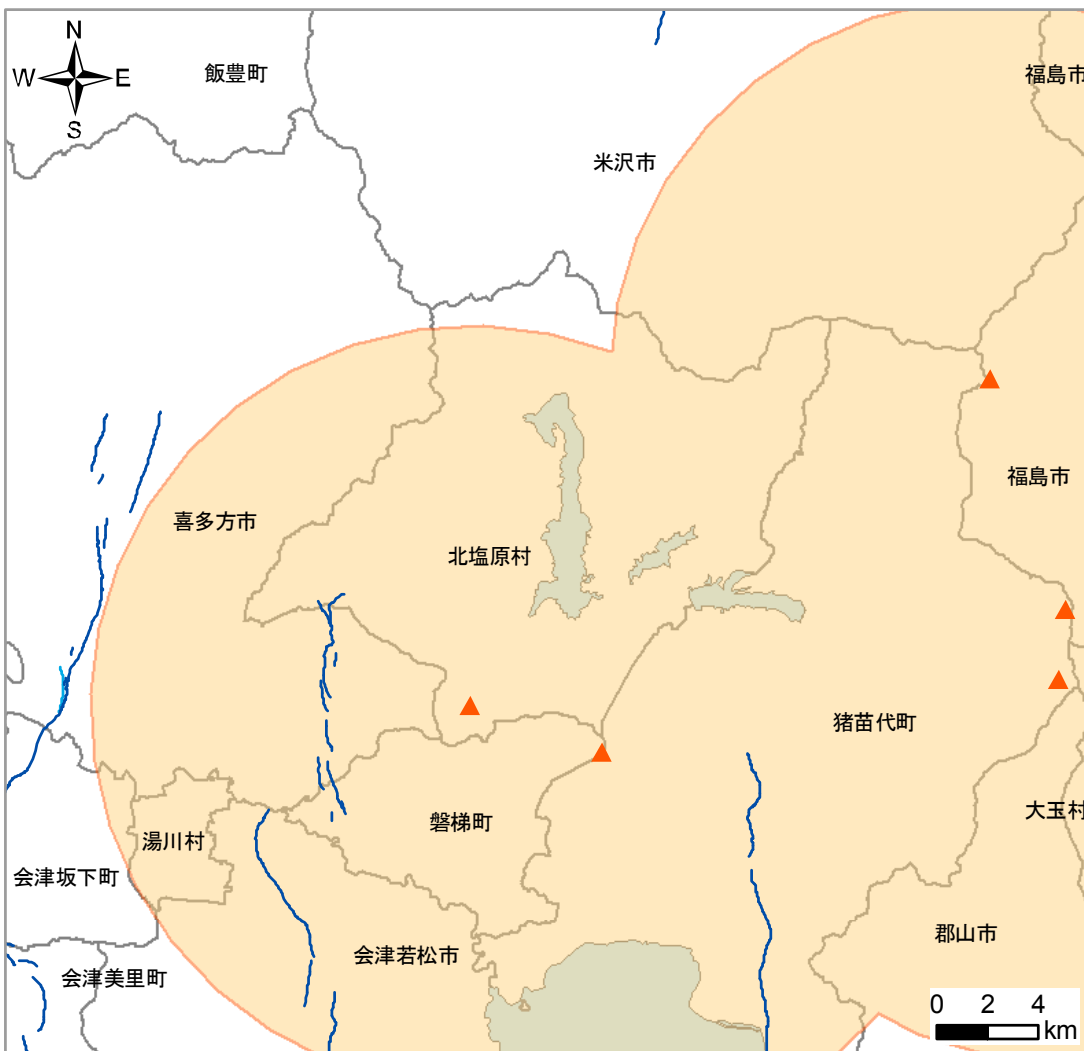 N
W E
S
飯豊町
福島市
米沢市
福島市
喜多方市
北塩原村
猪苗代町
大玉村
磐梯町
湯川村
会津坂下町
郡山市
会津若松市
会津美里町
0 2 4
km